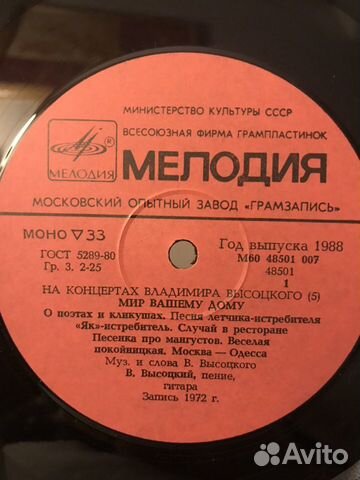 МИНИСТЕРСТВО КУЛЬТУРЫ СССР
ВСЕСОЮЗНАЯ ФИРМА ГРАМПЛАСТИНОК
МЕЛОДИЯ ®
МЕЛОДИЯ
МОСКОВСКИЙ ОПЫТНЫЙ ЗАВОД «ГРАМЗАПИСЬ»
МОНО ▽ 33
ГОСТ 5289-80
Гр. 3. 2-25
Год выпуска 1988
М60 48501 007
48501
1
НА КОНЦЕРТАХ ВЛАДИМИРА ВЫСОЦКОГО (5)
МИР ВАШЕМУ ДОМУ
О поэтах и кликушах. Песня летчика-истребителя
«Як»-истребитель. Случай в ресторане
Песенка про мангустов. Веселая
покойницкая. Москва — Одесса
Муз. и слова В. Высоцкого
В. Высоцкий, пение,
гитара
Запись 1972 г.
Avito